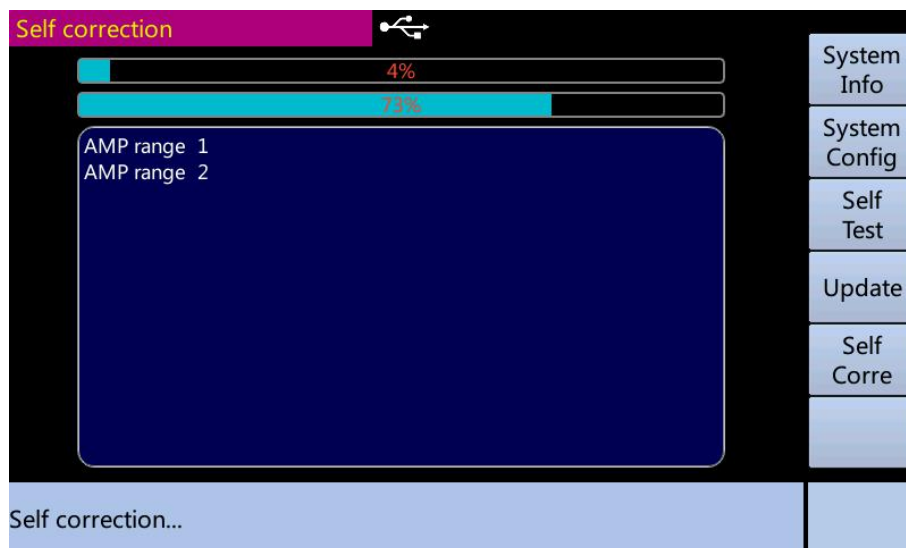 Self correction
4%
73%
AMP range 1
AMP range 2
System
Info
System
Config
Self
Test
Update
Self
Corre
Self correction...